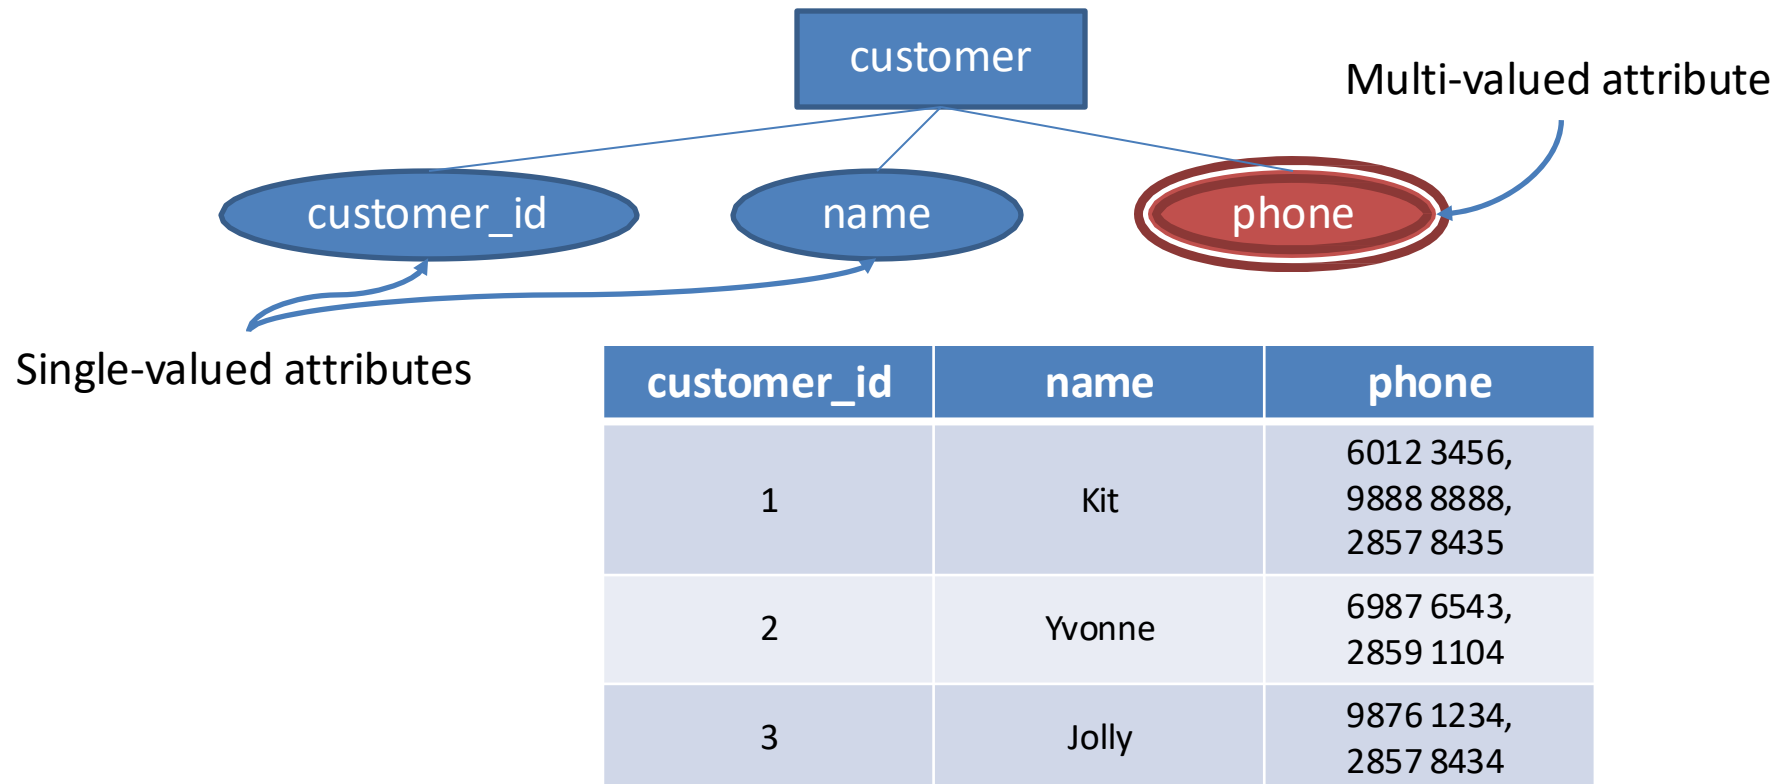 customer
Multi-valued attribute
customer_id
name
phone
Single-valued attributes
customer_id name phone
1 Kit 6012 3456,
9888 8888,
2857 8435
2 Yvonne 6987 6543,
2859 1104
3 Jolly 9876 1234,
2857 8434